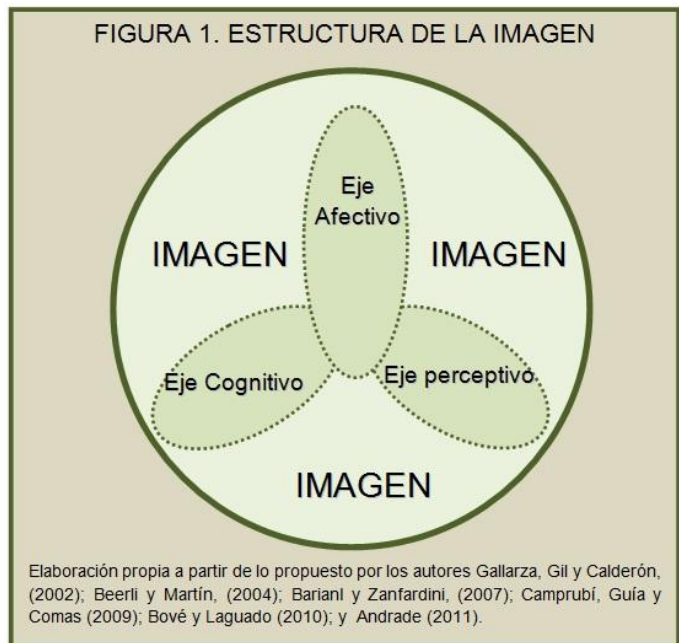 FIGURA 1. ESTRUCTURA DE LA IMAGEN
Eje
Afectivo
IMAGEN IMAGEN
Eje Cognitivo Eje perceptivo
IMAGEN
Elaboración propia a partir de lo propuesto por los autores Gallarza, Gil y Calderón,
(2002); Beerli y Martín, (2004); Barianl y Zanfardini, (2007); Camprubí, Guía y
Comas (2009); Bové y Laguado (2010); y Andrade (2011).